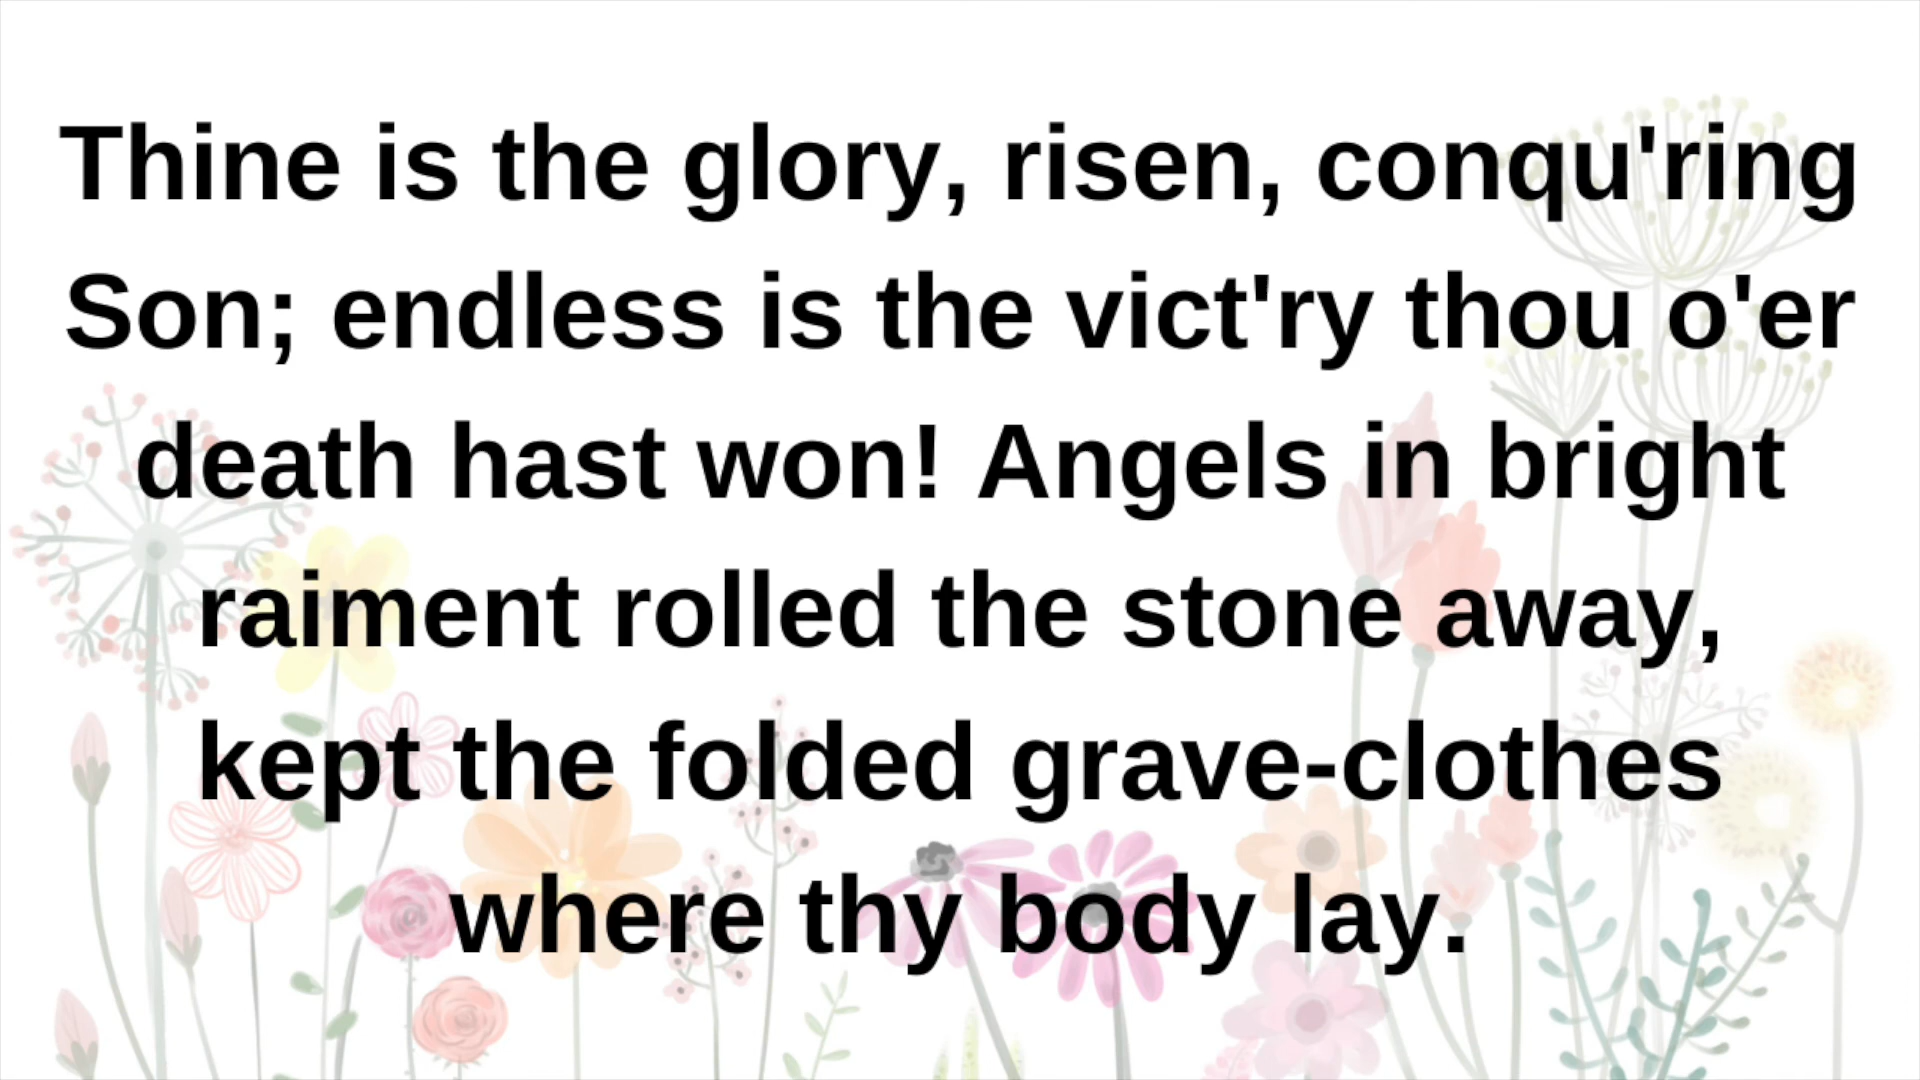 Thine is the glory, risen, conqu'ring
Son; endless is the vict'ry thou o'er
death hast won! Angels in bright
raiment rolled the stone away,
kept the folded grave-clothes
where thy body lay.